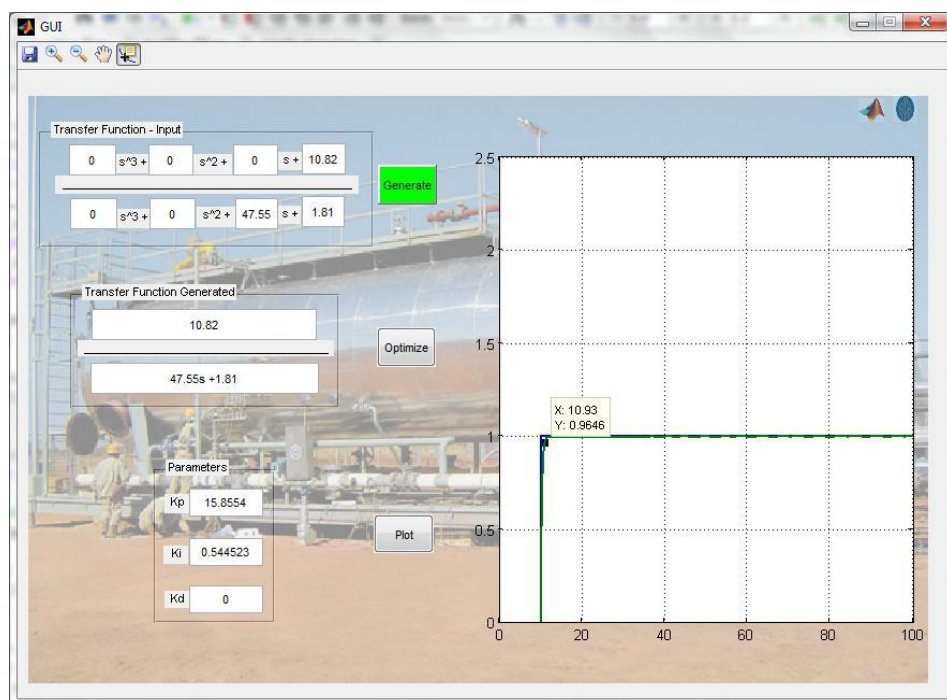 GUI
Transfer Function - Input
0 s^3 + 0 s^2 + 0 s + 10.82
0 s^3 + 0 s^2 + 47.55 s + 1.81
Generate
Transfer Function Generated
10.82
47.55s +1.81
Optimize
Parameters
Kp 15.8554
Ki 0.544523
Kd 0
Plot
2.5
2
1.5
1
0.5
0
X: 10.93
Y: 0.9646
0 20 40 60 80 100